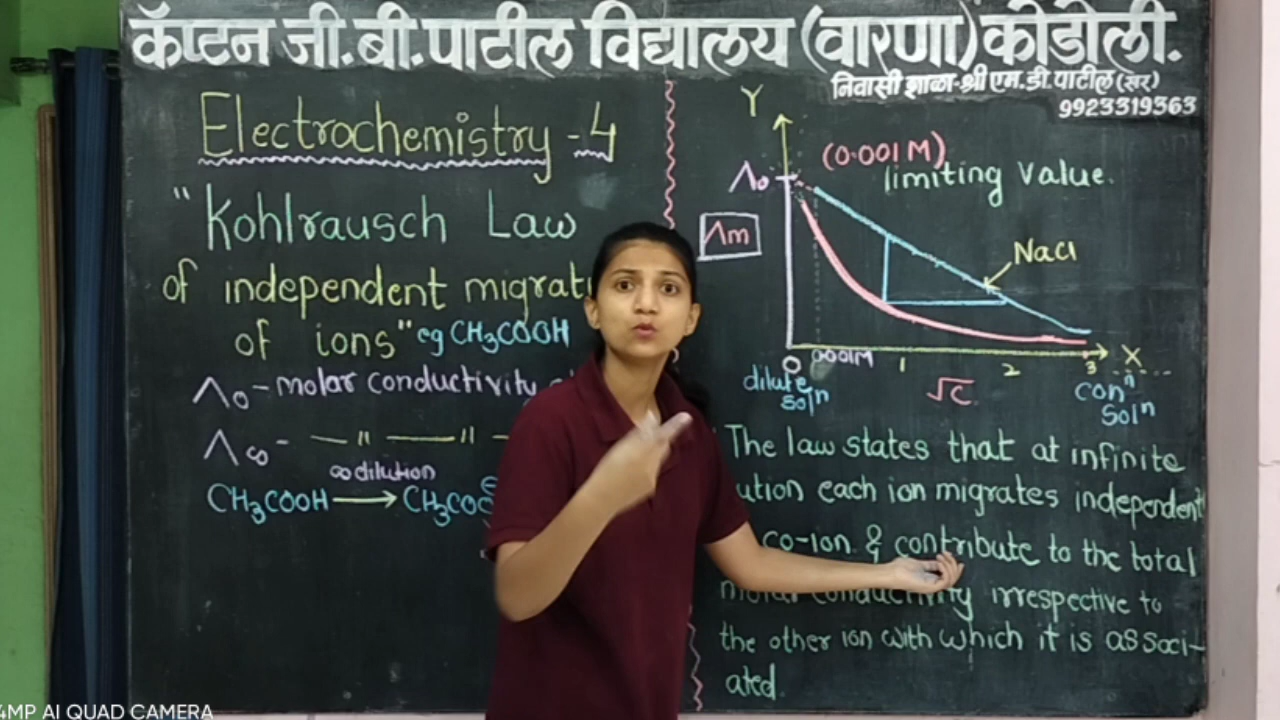 कॅप्टन जी.बी.पाटील विद्यालय (वारणा) कोडोली.
निवासी शाळा-श्री एम.डी.पाटील (सर)
9923319363
Electrochemistry - 4
"Kohlrausch Law
of independent migrat
of ions" eg CH₃COOH
Λ₀ - molar conductivity
Λ∞ - — " — " —
∞ dilution
CH₃COOH ⟶ CH₃COO
Y
(0.001M)
Λ₀ limiting value.
Λm
NaCl
0 0.001M 1 2 3 X
dilute soln
√C
conⁿ soln
The law states that at infinite
ution each ion migrates independent
co-ion & contribute to the total
molar conductivity irrespective to
the other ion with which it is associ-
ated.
4MP AI QUAD CAMERA